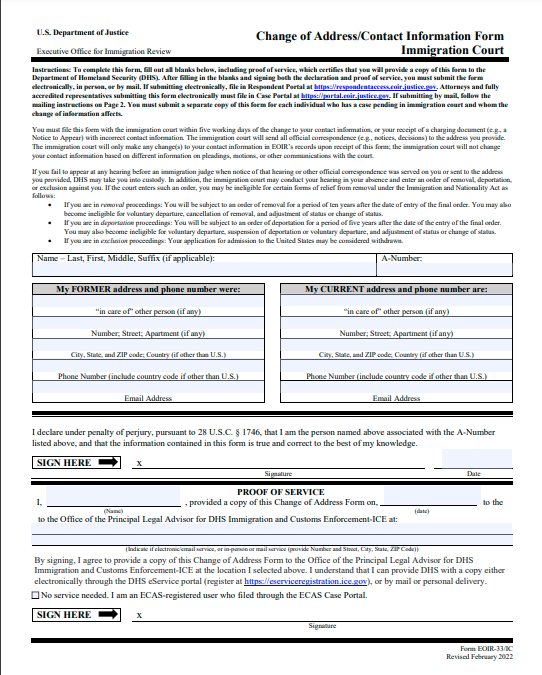 U.S. Department of Justice
Executive Office for Immigration Review
Change of Address/Contact Information Form
Immigration Court
Instructions: To complete this form, fill out all blanks below, including proof of service, which certifies that you will provide a copy of this form to the
Department of Homeland Security (DHS). After filling in the blanks and signing both the declaration and proof of service, you must submit the form
electronically, in person, or by mail. If submitting electronically, file in Respondent Portal at https://respondentaccess.eoir.justice.gov. Attorneys and fully
accredited representatives submitting this form electronically must file in Case Portal at https://portal.eoir.justice.gov. If submitting by mail, follow the
mailing instructions on Page 2. You must submit a separate copy of this form for each individual who has a case pending in immigration court and whom the
change of information affects.
You must file this form with the immigration court within five working days of the change to your contact information, or your receipt of a charging document (e.g., a
Notice to Appear) with incorrect contact information. The immigration court will send all official correspondence (e.g., notices, decisions) to the address you provide.
The immigration court will only make any change(s) to your contact information in EOIR's records upon receipt of this form; the immigration court will not change
your contact information based on different information on pleadings, motions, or other communications with the court.
If you fail to appear at any hearing before an immigration judge when notice of that hearing or other official correspondence was served on you or sent to the address
you provided, DHS may take you into custody. In addition, the immigration court may conduct your hearing in your absence and enter an order of removal, deportation,
or exclusion against you. If the court enters such an order, you may be ineligible for certain forms of relief from removal under the Immigration and Nationality Act as
follows:
• If you are in removal proceedings: You will be subject to an order of removal for a period of ten years after the date of entry of the final order. You may also
become ineligible for voluntary departure, cancellation of removal, and adjustment of status or change of status.
• If you are in deportation proceedings: You will be subject to an order of deportation for a period of five years after the date of entry of the final order.
You may also become ineligible for voluntary departure, suspension of deportation or voluntary departure, and adjustment of status or change of status.
• If you are in exclusion proceedings: Your application for admission to the United States may be considered withdrawn.
Name – Last, First, Middle, Suffix (if applicable):
A-Number:
My FORMER address and phone number were:
"in care of" other person (if any)
Number; Street; Apartment (if any)
City, State, and ZIP code; Country (if other than U.S.)
Phone Number (include country code if other than U.S.)
Email Address
My CURRENT address and phone number are:
"in care of" other person (if any)
Number; Street; Apartment (if any)
City, State, and ZIP code; Country (if other than U.S.)
Phone Number (include country code if other than U.S.)
Email Address
I declare under penalty of perjury, pursuant to 28 U.S.C. § 1746, that I am the person named above associated with the A-Number
listed above, and that the information contained in this form is true and correct to the best of my knowledge.
SIGN HERE X
Signature Date
PROOF OF SERVICE
I, , provided a copy of this Change of Address Form on, to the
(Name) (date)
to the Office of the Principal Legal Advisor for DHS Immigration and Customs Enforcement-ICE at:
(Indicate if electronic/email service, or in-person or mail service (provide Number and Street, City, State, ZIP Code))
By signing, I agree to provide a copy of this Change of Address Form to the Office of the Principal Legal Advisor for DHS
Immigration and Customs Enforcement-ICE at the location I selected above. I understand that I can provide DHS with a copy either
electronically through the DHS eService portal (register at https://eserviceregistration.ice.gov), or by mail or personal delivery.
No service needed. I am an ECAS-registered user who filed through the ECAS Case Portal.
SIGN HERE X
Signature
Form EOIR-33/IC
Revised February 2022